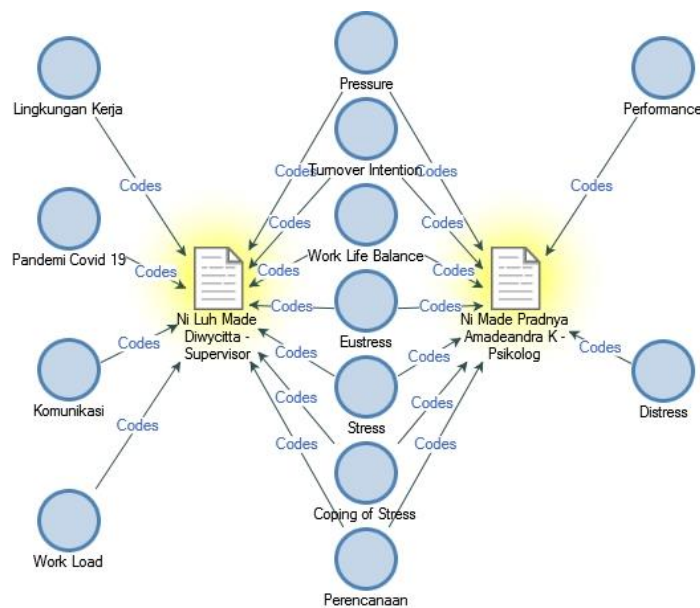 Pressure
Lingkungan Kerja
Performance
Codes
Codes
Turnover Intention
Codes
Codes
Codes
Codes
Codes
Pandemi Covid 19
Codes
Codes
Work Life Balance
Codes
Ni Luh Made
Diwycitta -
Supervisor
Codes
Codes
Ni Made Pradnya
Amadeandra K -
Psikolog
Eustress
Codes
Codes
Codes
Codes
Komunikasi
Stress
Distress
Codes
Codes
Codes
Codes
Codes
Coping of Stress
Work Load
Perencanaan